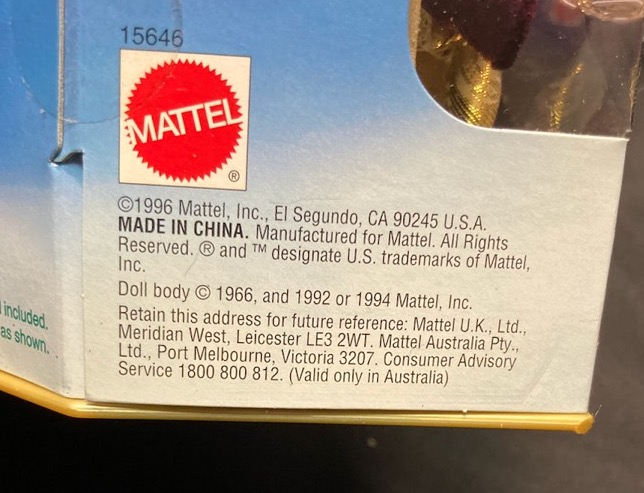 15646
MATTEL
®
©1996 Mattel, Inc., El Segundo, CA 90245 U.S.A.
MADE IN CHINA. Manufactured for Mattel. All Rights
Reserved. ® and ™ designate U.S. trademarks of Mattel,
Inc.
Doll body © 1966, and 1992 or 1994 Mattel, Inc.
Retain this address for future reference: Mattel U.K., Ltd.,
Meridian West, Leicester LE3 2WT. Mattel Australia Pty.,
Ltd., Port Melbourne, Victoria 3207. Consumer Advisory
Service 1800 800 812. (Valid only in Australia)
included.
as shown.